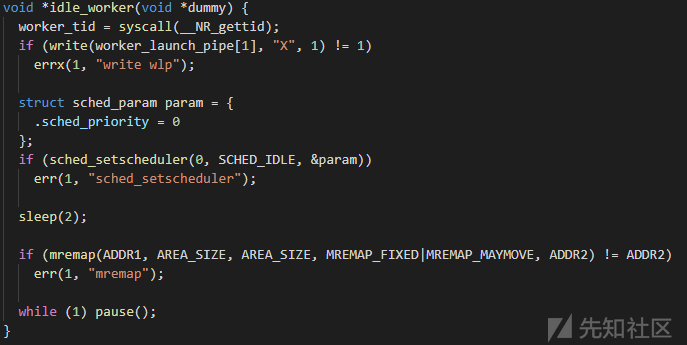 void *idle_worker(void *dummy) {
  worker_tid = syscall(__NR_gettid);
  if (write(worker_launch_pipe[1], "X", 1) != 1)
    errx(1, "write wlp");

  struct sched_param param = {
    .sched_priority = 0
  };
  if (sched_setscheduler(0, SCHED_IDLE, &param))
    err(1, "sched_setscheduler");

  sleep(2);

  if (mremap(ADDR1, AREA_SIZE, AREA_SIZE, MREMAP_FIXED|MREMAP_MAYMOVE, ADDR2) != ADDR2)
    err(1, "mremap");

  while (1) pause();
}
先知社区